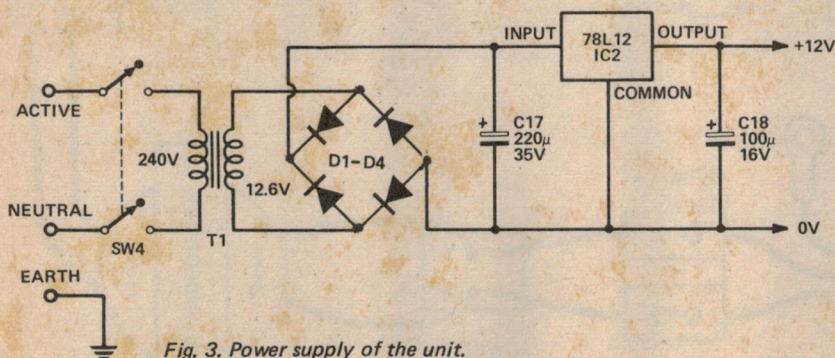 ACTIVE
NEUTRAL
EARTH
SW4
240V
T1
12.6V
D1-D4
INPUT
78L12
IC2
OUTPUT
COMMON
+
C17
220μ
35V
+
C18
100μ
16V
+12V
0V
Fig. 3. Power supply of the unit.